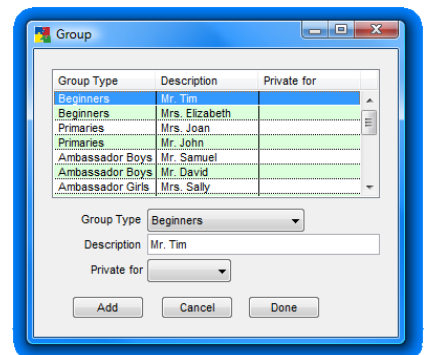 Group
Group Type Description Private for
Beginners Mr. Tim
Beginners Mrs. Elizabeth
Primaries Mrs. Joan
Primaries Mr. John
Ambassador Boys Mr. Samuel
Ambassador Boys Mr. David
Ambassador Girls Mrs. Sally
Group Type Beginners
Description Mr. Tim
Private for
Add Cancel Done